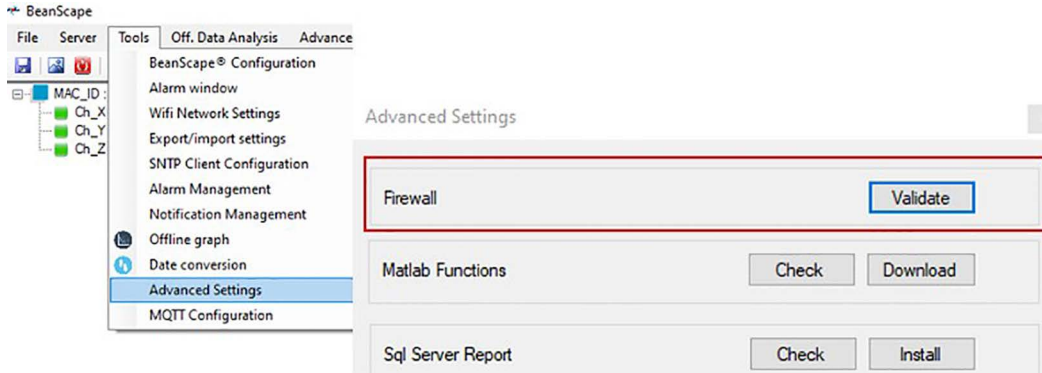 BeanScape
File Server Tools Off. Data Analysis Advance
BeanScape® Configuration
Alarm window
Wifi Network Settings
Export/import settings
SNTP Client Configuration
Alarm Management
Notification Management
Offline graph
Date conversion
Advanced Settings
MQTT Configuration
MAC_ID :
Ch_X
Ch_Y
Ch_Z
Advanced Settings
Firewall Validate
Matlab Functions Check Download
Sql Server Report Check Install